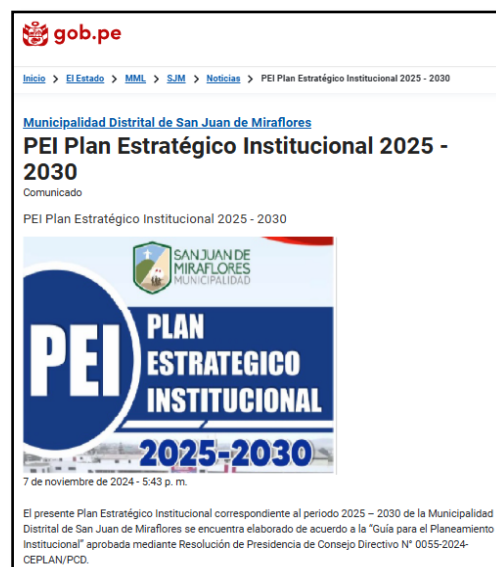 gob.pe
Inicio > El Estado > MML > SJM > Noticias > PEI Plan Estratégico Institucional 2025 - 2030
Municipalidad Distrital de San Juan de Miraflores
PEI Plan Estratégico Institucional 2025 -
2030
Comunicado
PEI Plan Estratégico Institucional 2025 - 2030
SAN JUAN DE
MIRAFLORES
MUNICIPALIDAD
PEI
PLAN
ESTRATEGICO
INSTITUCIONAL
2025-2030
7 de noviembre de 2024 - 5:43 p. m.
El presente Plan Estratégico Institucional correspondiente al periodo 2025 – 2030 de la Municipalidad
Distrital de San Juan de Miraflores se encuentra elaborado de acuerdo a la “Guía para el Planeamiento
Institucional” aprobada mediante Resolución de Presidencia de Consejo Directivo N° 0055-2024-
CEPLAN/PCD.